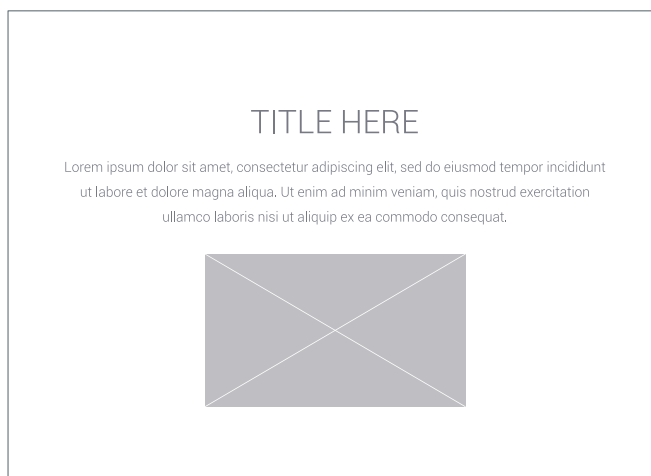 TITLE HERE
Lorem ipsum dolor sit amet, consectetur adipiscing elit, sed do eiusmod tempor incididunt
ut labore et dolore magna aliqua. Ut enim ad minim veniam, quis nostrud exercitation
ullamco laboris nisi ut aliquip ex ea commodo consequat.